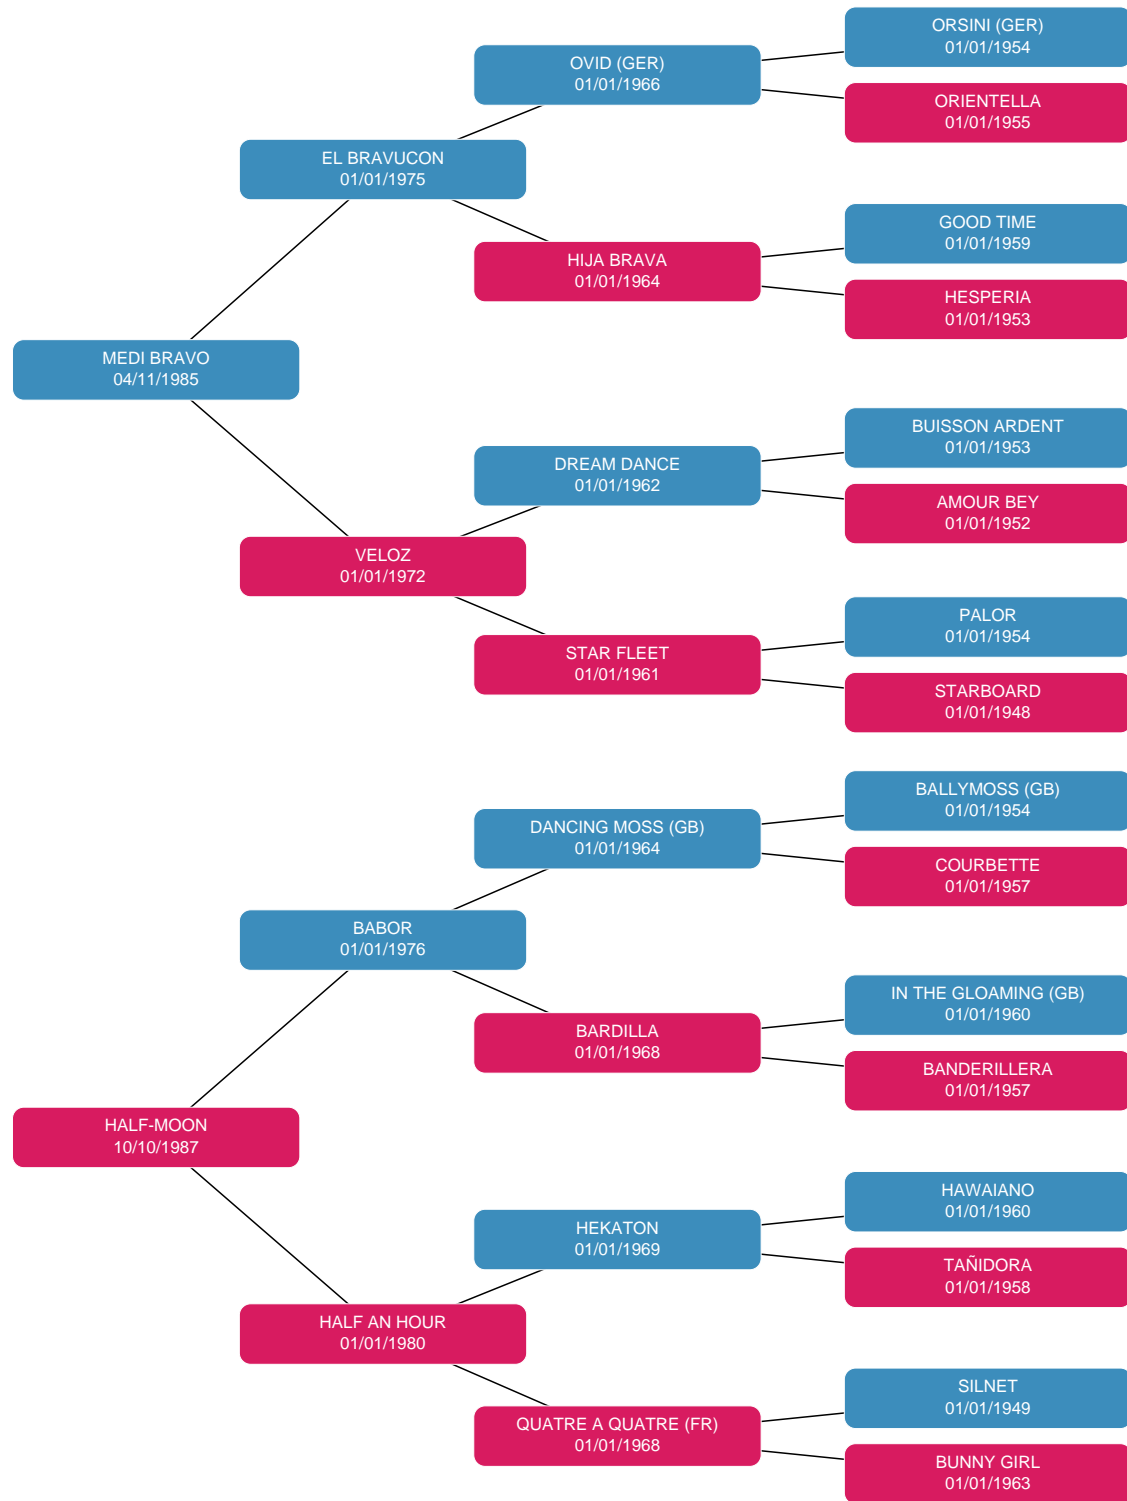 ORSINI (GER)
01/01/1954
OVID (GER)
01/01/1966
ORIENTELLA
01/01/1955
EL BRAVUCON
01/01/1975
GOOD TIME
01/01/1959
HIJA BRAVA
01/01/1964
HESPERIA
01/01/1953
MEDI BRAVO
04/11/1985
BUISSON ARDENT
01/01/1953
DREAM DANCE
01/01/1962
AMOUR BEY
01/01/1952
VELOZ
01/01/1972
PALOR
01/01/1954
STAR FLEET
01/01/1961
STARBOARD
01/01/1948
BALLYMOSS (GB)
01/01/1954
DANCING MOSS (GB)
01/01/1964
COURBETTE
01/01/1957
BABOR
01/01/1976
IN THE GLOAMING (GB)
01/01/1960
BARDILLA
01/01/1968
BANDERILLERA
01/01/1957
HALF-MOON
10/10/1987
HAWAIANO
01/01/1960
HEKATON
01/01/1969
TAÑIDORA
01/01/1958
HALF AN HOUR
01/01/1980
SILNET
01/01/1949
QUATRE A QUATRE (FR)
01/01/1968
BUNNY GIRL
01/01/1963